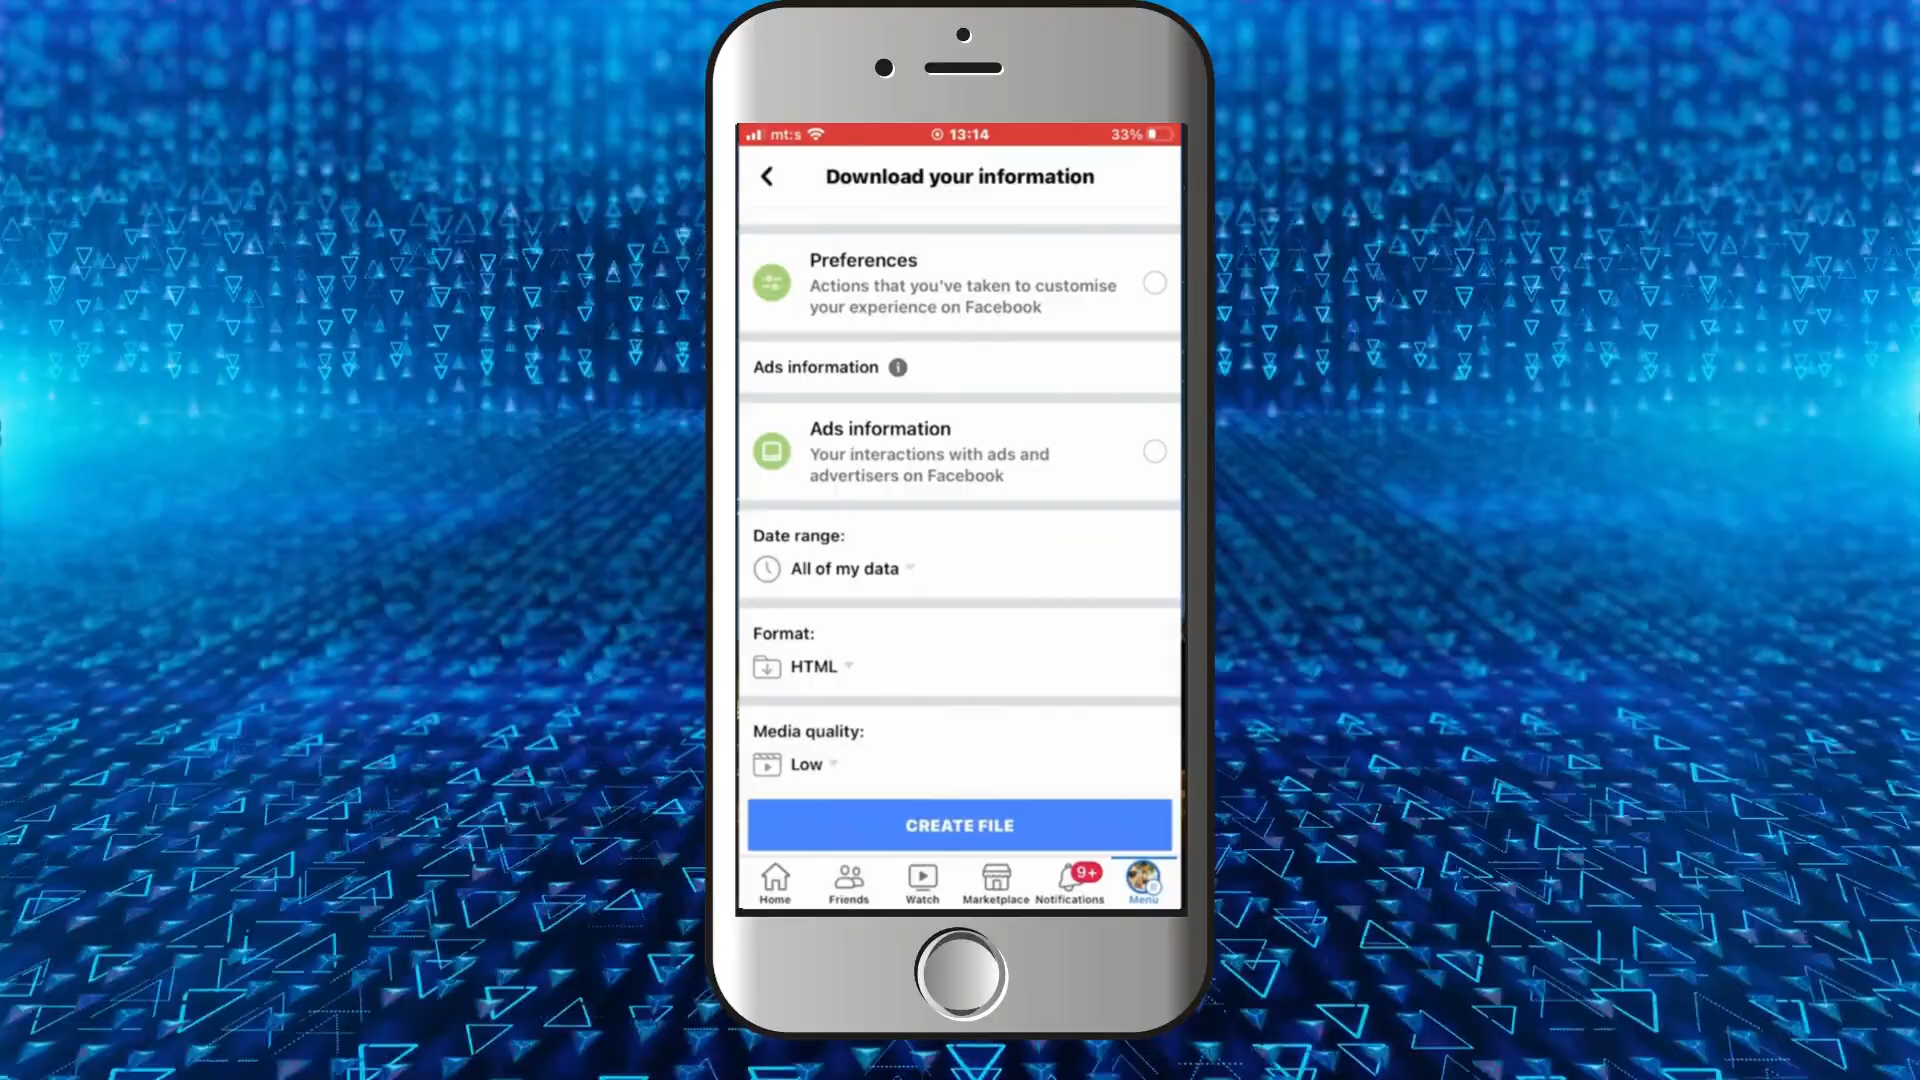 mt:s 13:14 33%
Download your information
Preferences
Actions that you've taken to customise
your experience on Facebook
Ads information
Ads information
Your interactions with ads and
advertisers on Facebook
Date range:
All of my data
Format:
HTML
Media quality:
Low
CREATE FILE
9+
Home Friends Watch Marketplace Notifications Menu